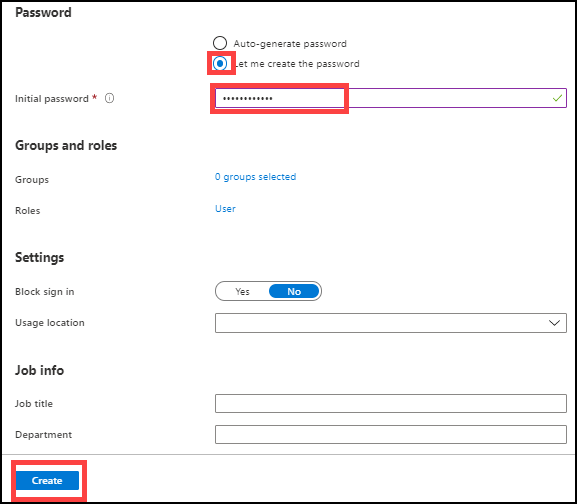 Password
Auto-generate password
Let me create the password
Initial password *
••••••••••••
Groups and roles
Groups 0 groups selected
Roles User
Settings
Block sign in Yes No
Usage location
Job info
Job title
Department
Create